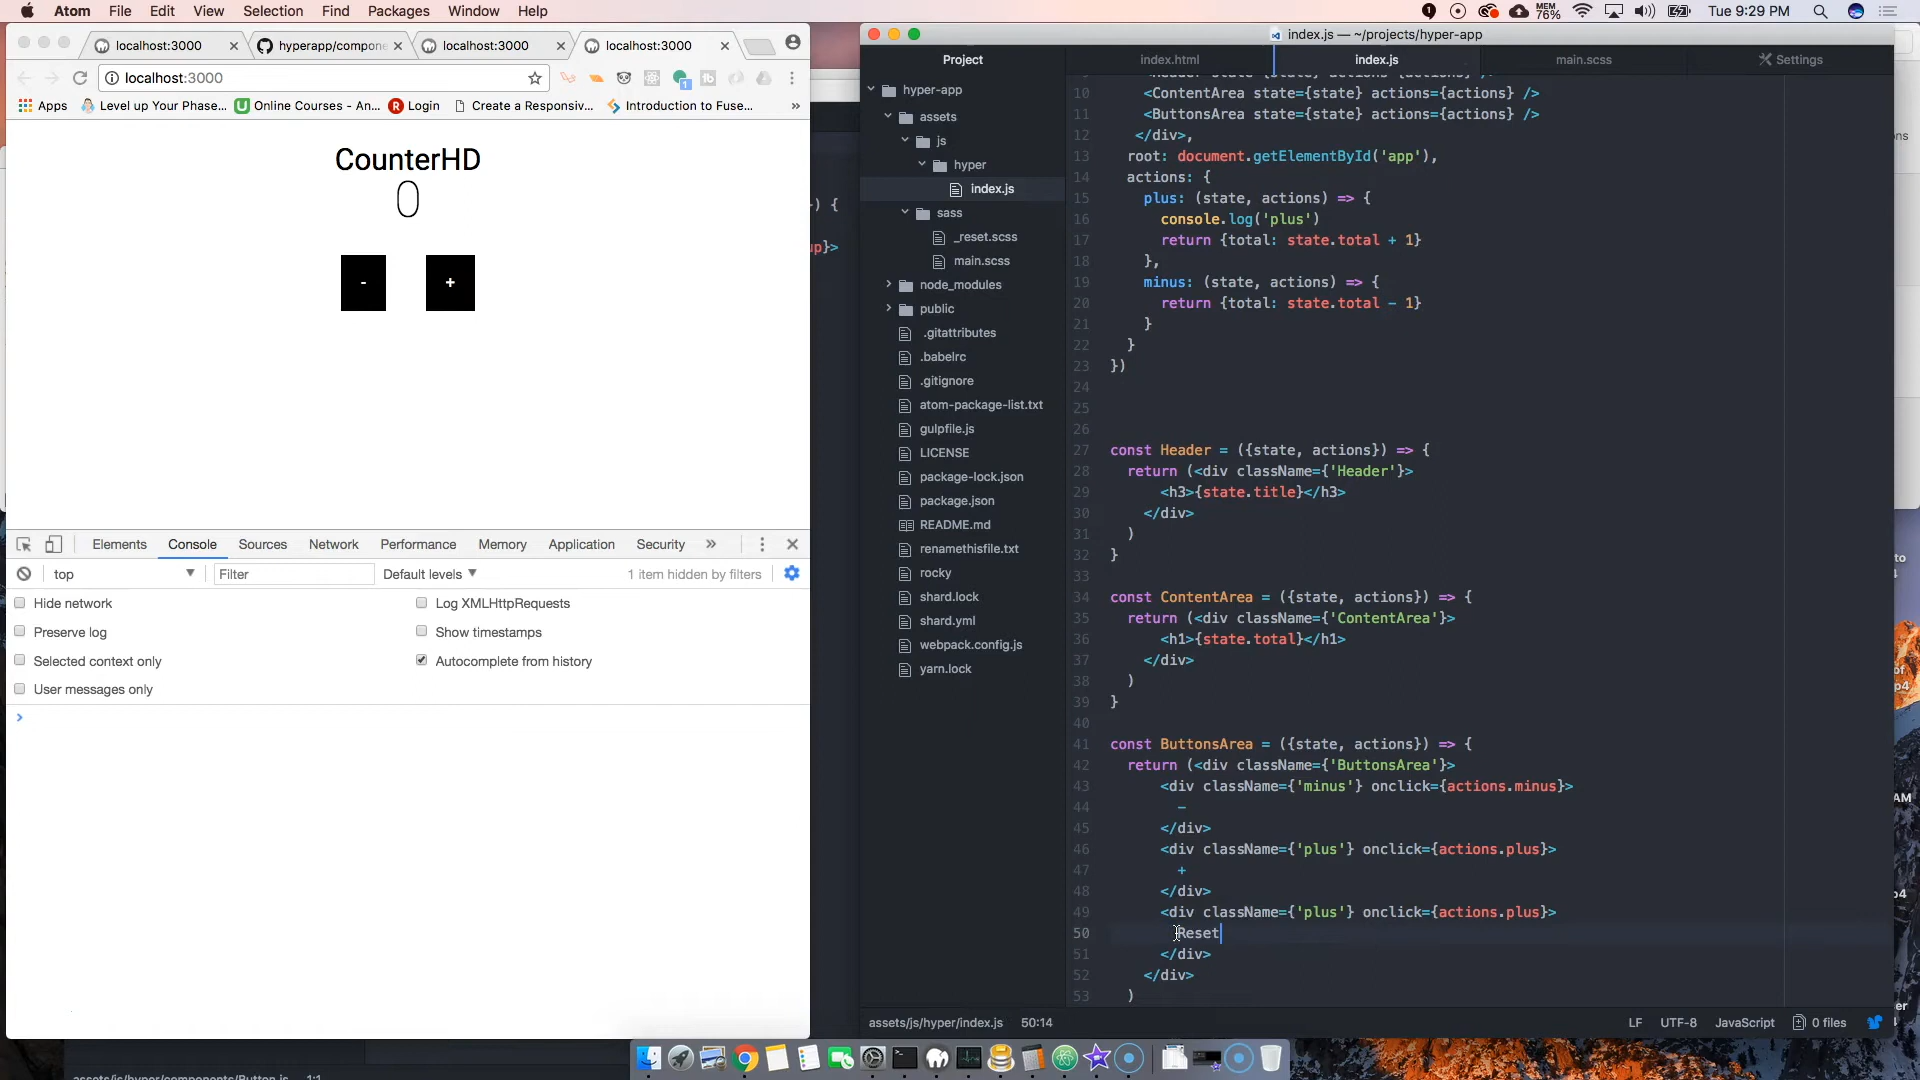 Atom File Edit View Selection Find Packages Window Help
MEM 76% Tue 9:29 PM
localhost:3000
hyperapp/compone
localhost:3000
localhost:3000
localhost:3000
Apps Level up Your Phase... Online Courses - An... Login Create a Responsiv... Introduction to Fuse... »
CounterHD
0
- +
Elements Console Sources Network Performance Memory Application Security »
top Filter Default levels 1 item hidden by filters
Hide network Log XMLHttpRequests
Preserve log Show timestamps
Selected context only Autocomplete from history
User messages only
>
index.js — ~/projects/hyper-app
Project
hyper-app
assets
js
hyper
index.js
sass
_reset.scss
main.scss
node_modules
public
.gitattributes
.babelrc
.gitignore
atom-package-list.txt
gulpfile.js
LICENSE
package-lock.json
package.json
README.md
renamethisfile.txt
rocky
shard.lock
shard.yml
webpack.config.js
yarn.lock
index.html index.js main.scss Settings
10 <ContentArea state={state} actions={actions} />
11 <ButtonsArea state={state} actions={actions} />
12 </div>,
13 root: document.getElementById('app'),
14 actions: {
15 plus: (state, actions) => {
16 console.log('plus')
17 return {total: state.total + 1}
18 },
19 minus: (state, actions) => {
20 return {total: state.total - 1}
21 }
22 }
23 })
24
25
26
27 const Header = ({state, actions}) => {
28 return (<div className={'Header'}>
29 <h3>{state.title}</h3>
30 </div>
31 )
32 }
33
34 const ContentArea = ({state, actions}) => {
35 return (<div className={'ContentArea'}>
36 <h1>{state.total}</h1>
37 </div>
38 )
39 }
40
41 const ButtonsArea = ({state, actions}) => {
42 return (<div className={'ButtonsArea'}>
43 <div className={'minus'} onclick={actions.minus}>
44 -
45 </div>
46 <div className={'plus'} onclick={actions.plus}>
47 +
48 </div>
49 <div className={'plus'} onclick={actions.plus}>
50 Reset
51 </div>
52 </div>
53 )
assets/js/hyper/index.js 50:14 LF UTF-8 JavaScript 0 files